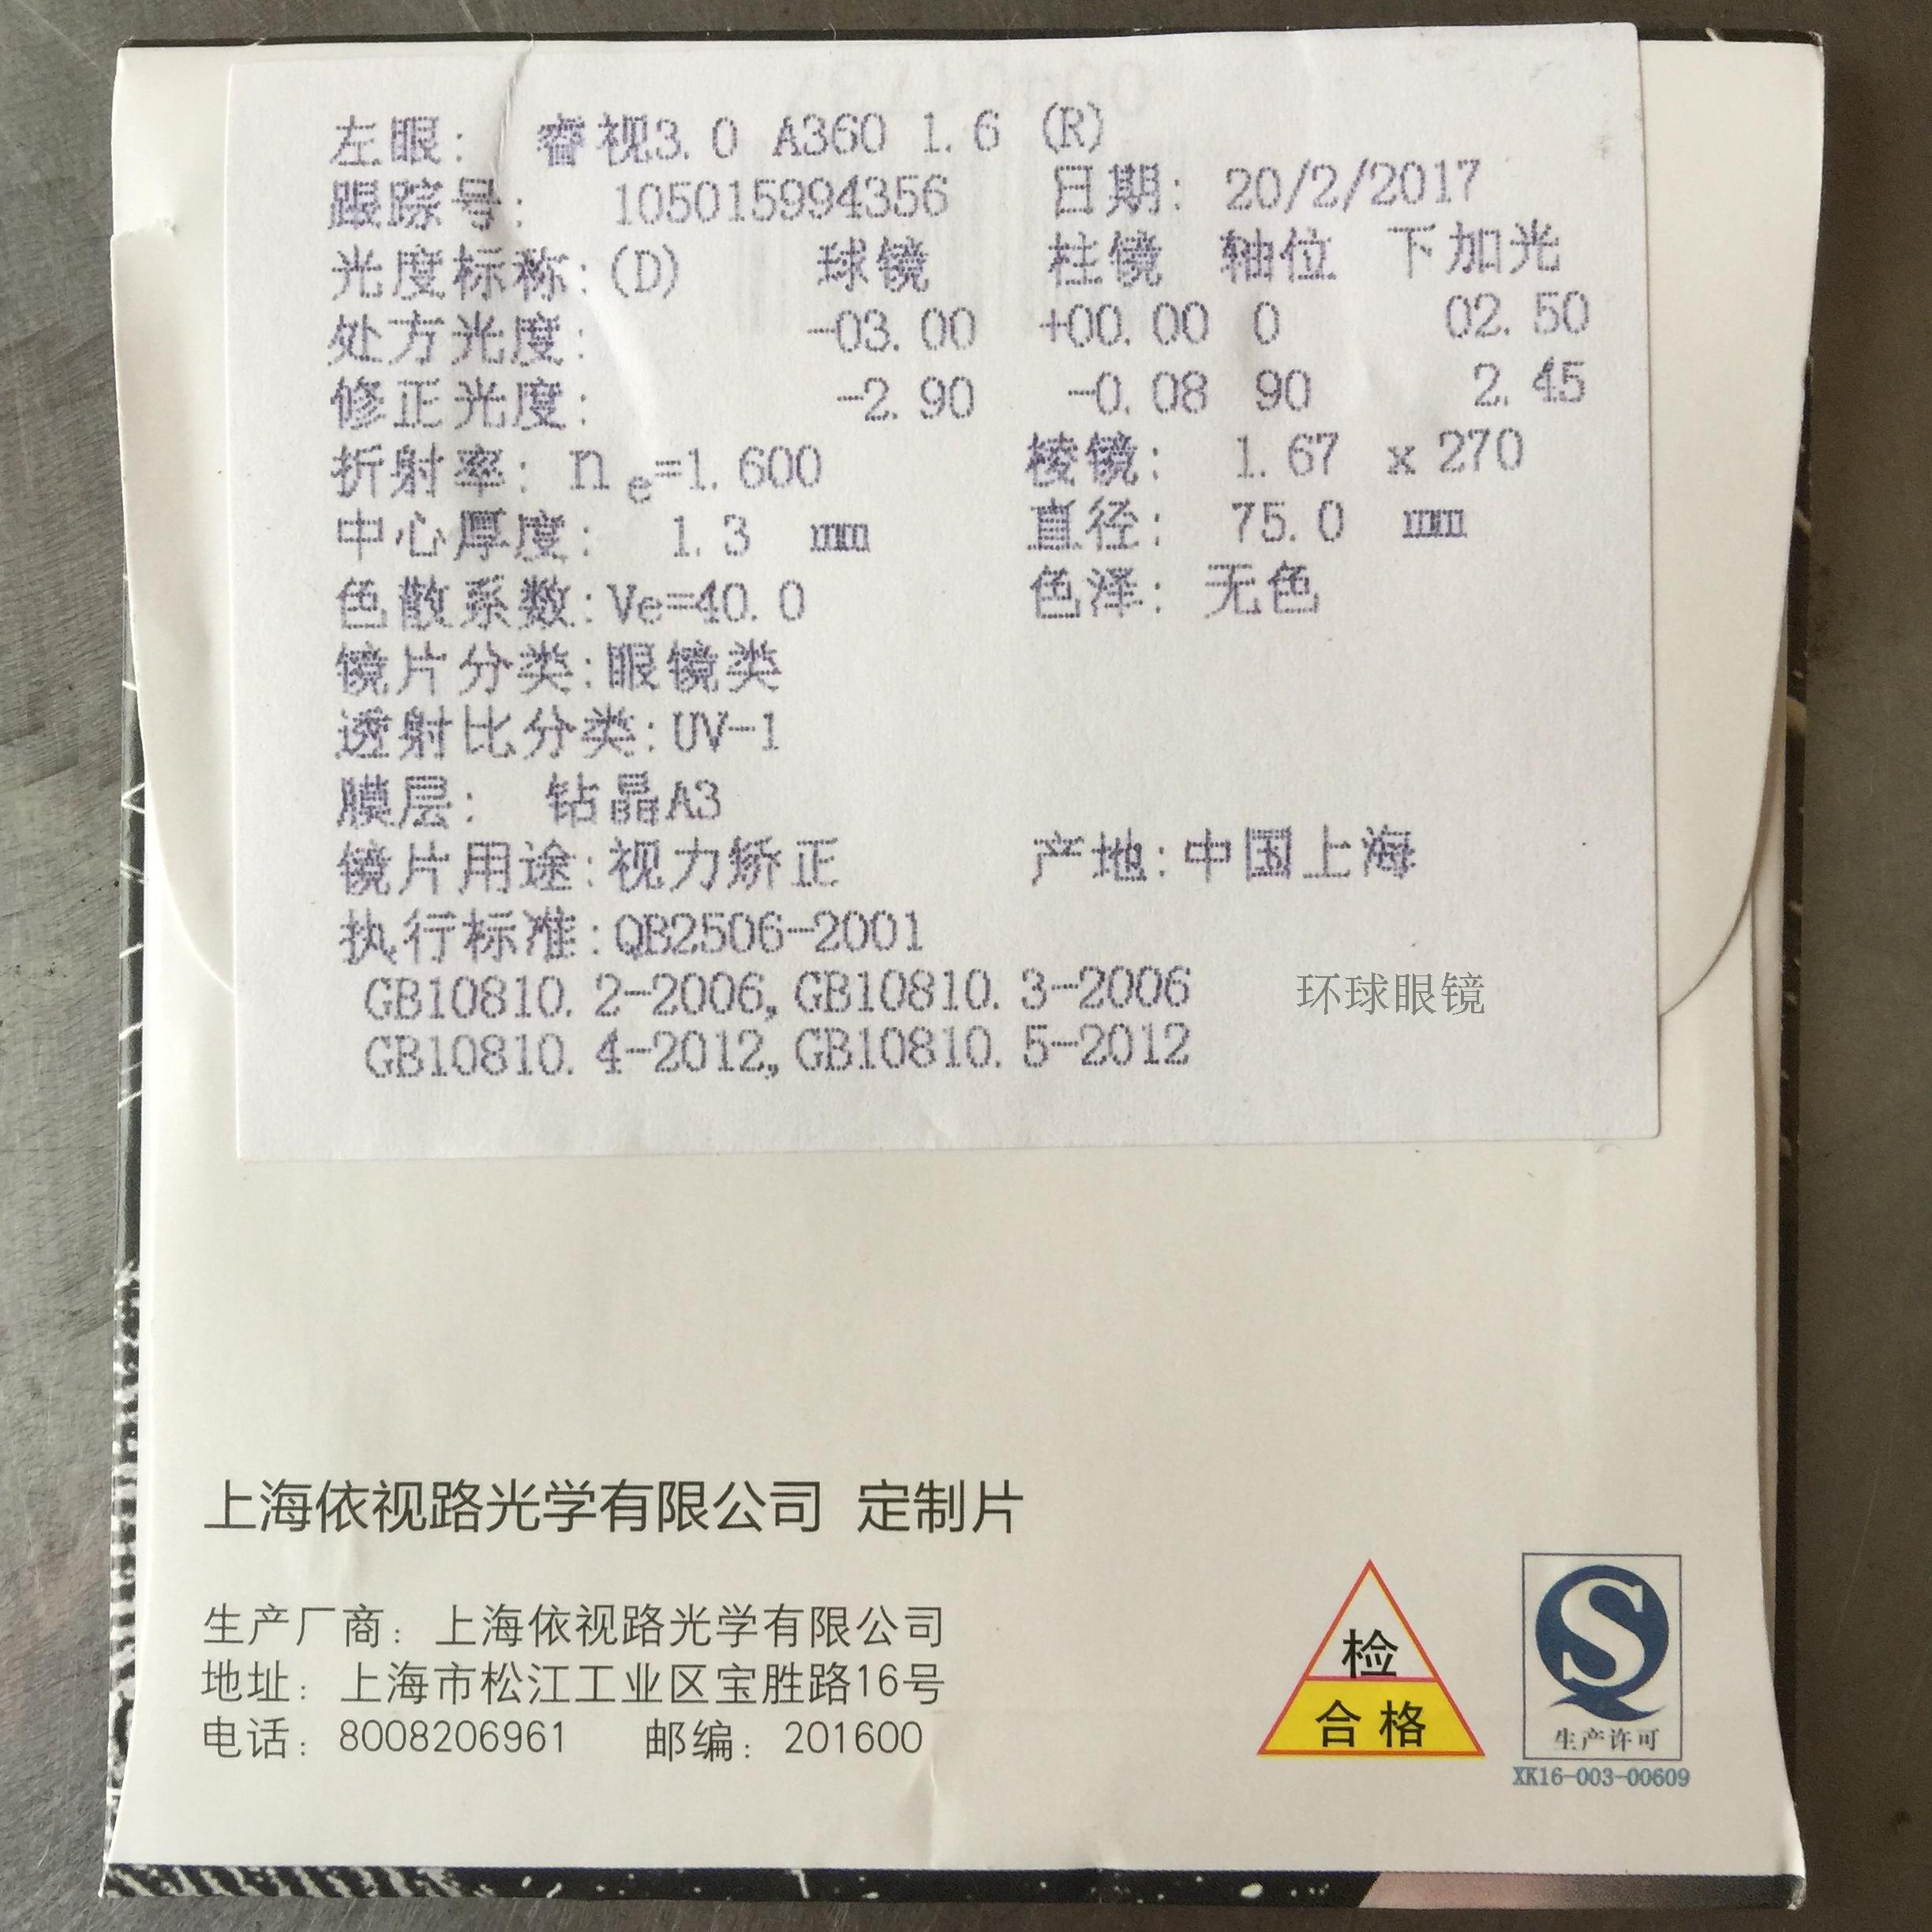 左眼: 睿视3.0 A360 1.6 (R)
跟踪号: 105015994356 日期: 20/2/2017
光度标称:(D) 球镜 柱镜 轴位 下加光
处方光度: -03.00 +00.00 0 02.50
修正光度: -2.90 -0.08 90 2.45
折射率: ne=1.600 棱镜: 1.67 x 270
中心厚度: 1.3 mm 直径: 75.0 mm
色散系数:Ve=40.0 色泽: 无色
镜片分类:眼镜类
透射比分类:UV-1
膜层: 钻晶A3
镜片用途:视力矫正 产地:中国上海
执行标准:QB2506-2001
GB10810.2-2006,GB10810.3-2006
环球眼镜
GB10810.4-2012,GB10810.5-2012
上海依视路光学有限公司 定制片
生产厂商: 上海依视路光学有限公司
地址: 上海市松江工业区宝胜路16号
电话: 8008206961 邮编: 201600
检
合格
S
生产许可
XK16-003-00609